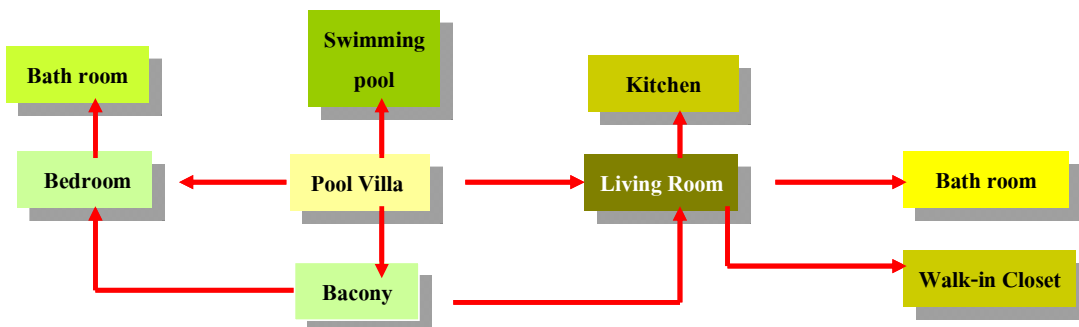 Swimming
pool
Bath room
Kitchen
Bedroom
Pool Villa
Living Room
Bath room
Bacony
Walk-in Closet